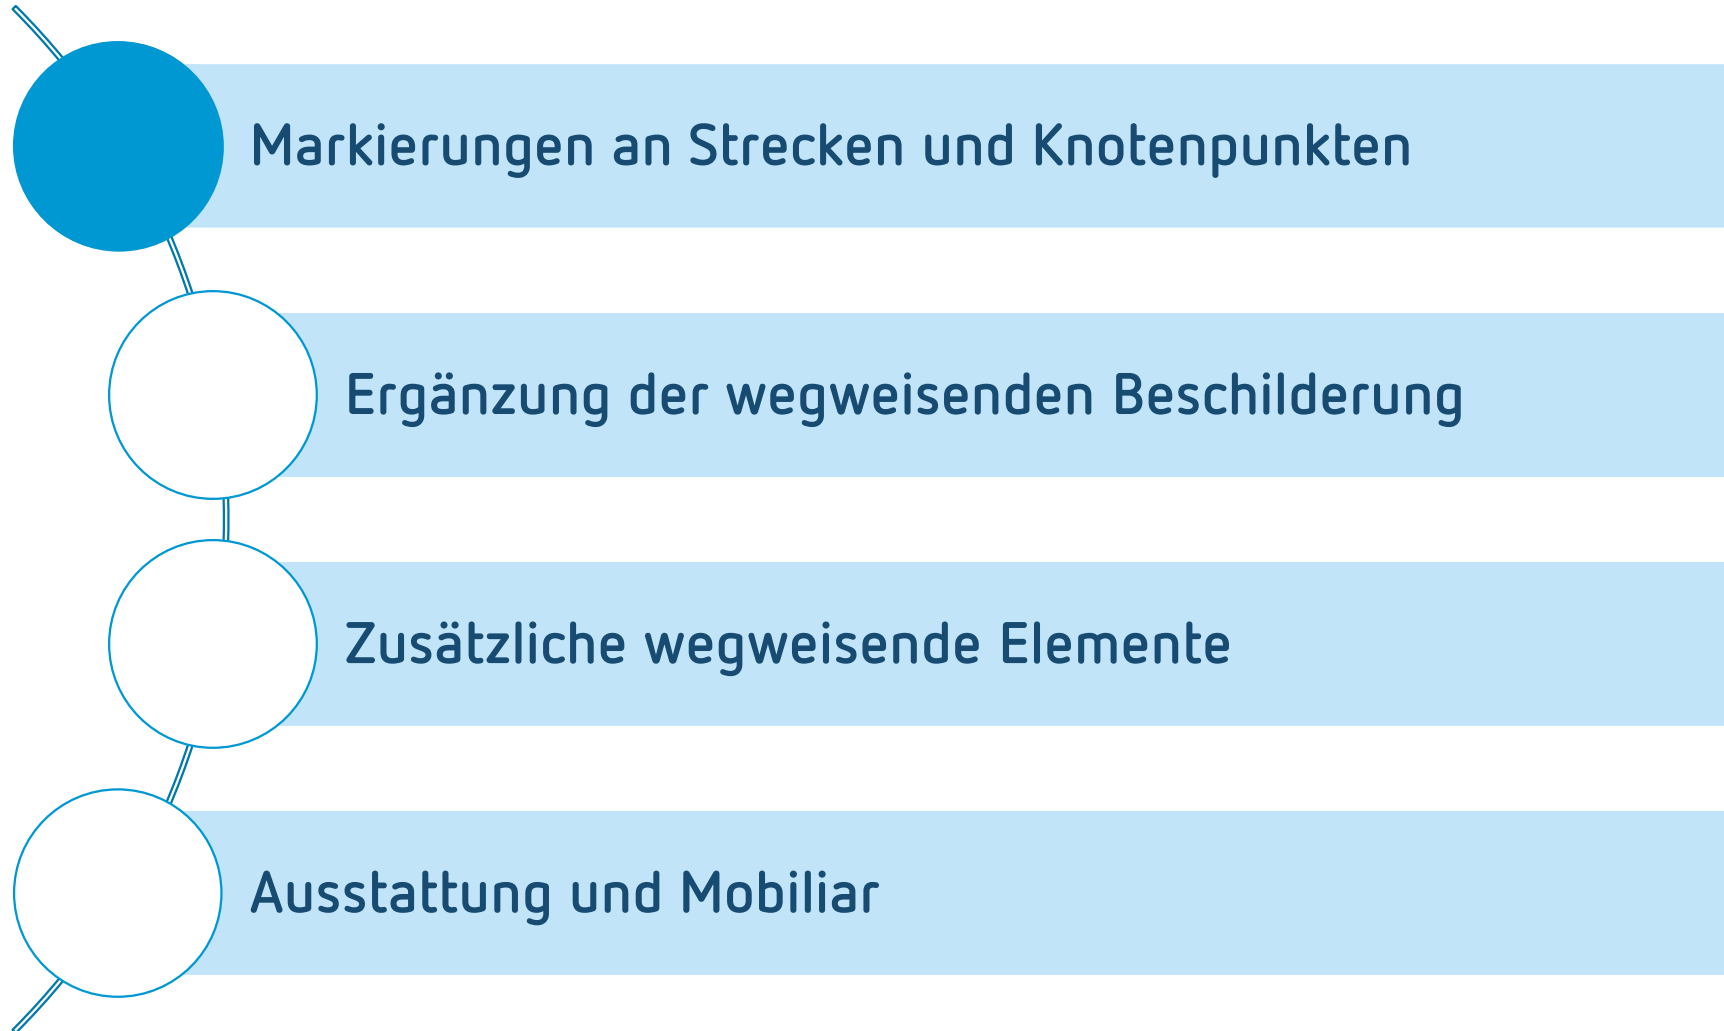 Markierungen an Strecken und Knotenpunkten
Ergänzung der wegweisenden Beschilderung
Zusätzliche wegweisende Elemente
Ausstattung und Mobiliar